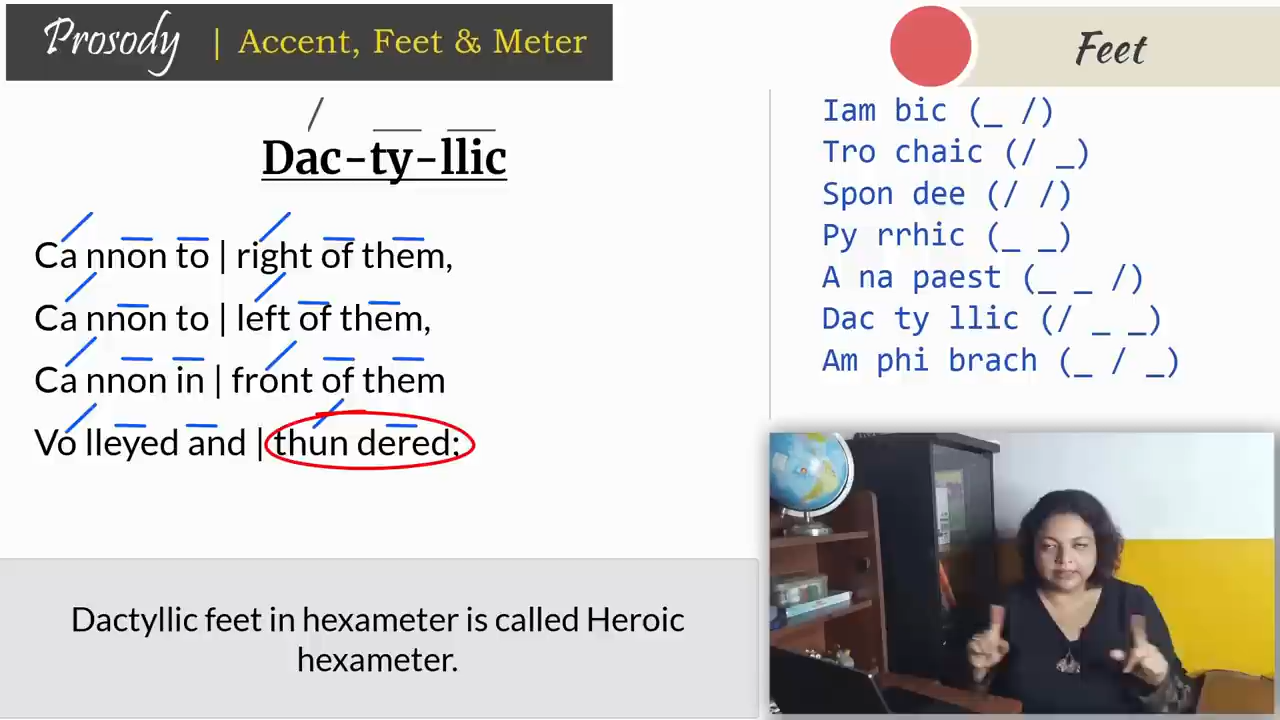 Prosody | Accent, Feet & Meter
Feet
Dac-ty-llic
Ca nnon to | right of them,
Ca nnon to | left of them,
Ca nnon in | front of them
Vo lleyed and | thun dered;
Iam bic (_ /)
Tro chaic (/ _)
Spon dee (/ /)
Py rrhic (_ _)
A na paest (_ _ /)
Dac ty llic (/ _ _)
Am phi brach (_ / _)
Dactyllic feet in hexameter is called Heroic
hexameter.